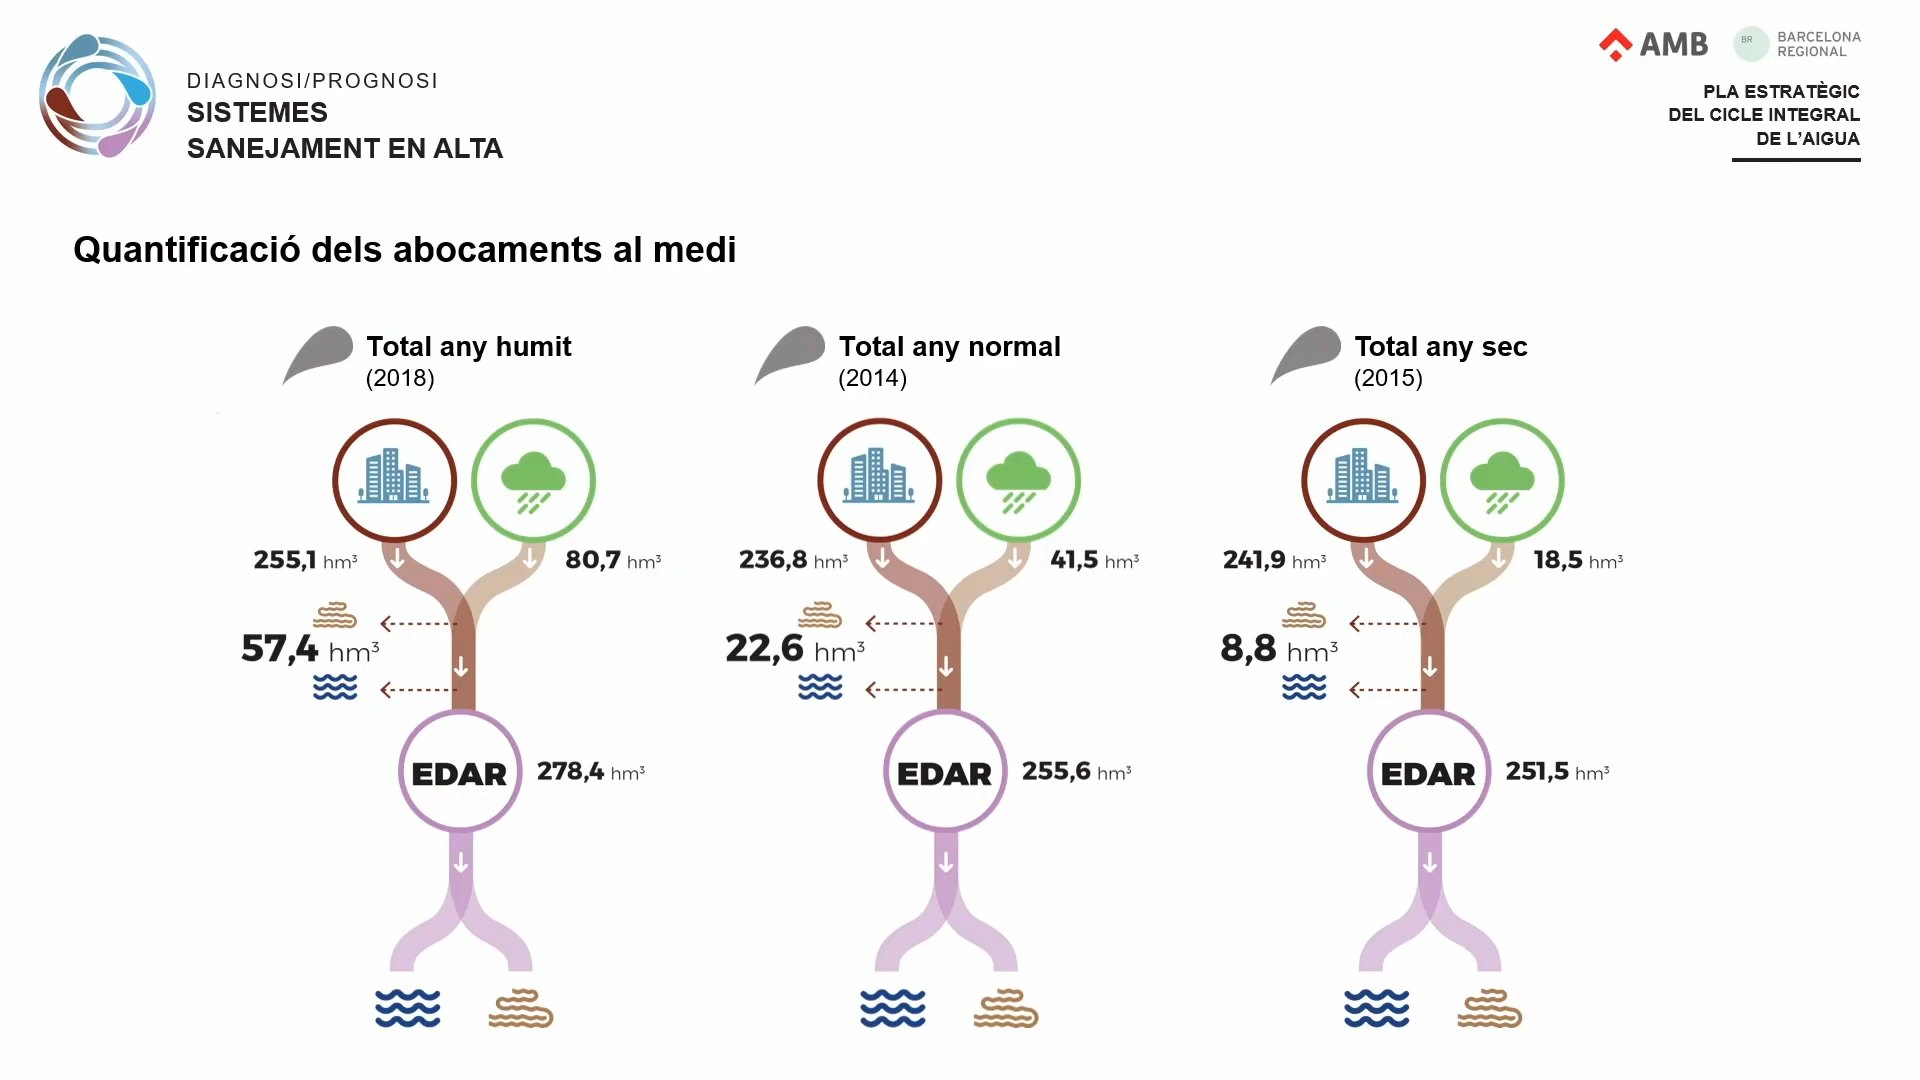 DIAGNOSI/PROGNOSI
SISTEMES
SANEJAMENT EN ALTA
AMB
BR
BARCELONA
REGIONAL
PLA ESTRATÈGIC
DEL CICLE INTEGRAL
DE L'AIGUA
Quantificació dels abocaments al medi
Total any humit
(2018)
255,1 hm³
80,7 hm³
57,4 hm³
EDAR
278,4 hm³
Total any normal
(2014)
236,8 hm³
41,5 hm³
22,6 hm³
EDAR
255,6 hm³
Total any sec
(2015)
241,9 hm³
18,5 hm³
8,8 hm³
EDAR
251,5 hm³